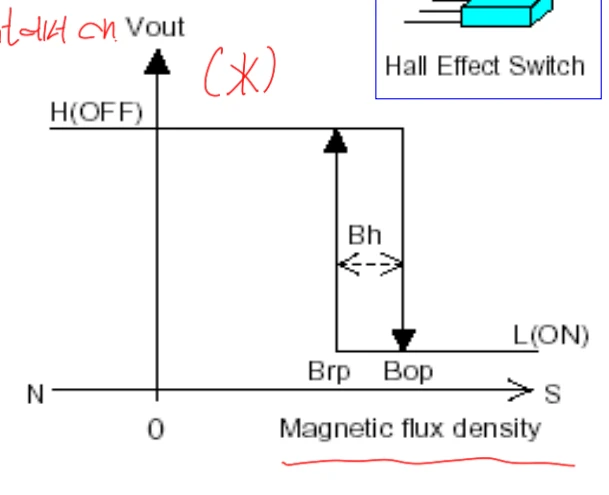 Vout
(*)
Hall Effect Switch
H(OFF)
Bh
L(ON)
Brp Bop
N S
0 Magnetic flux density